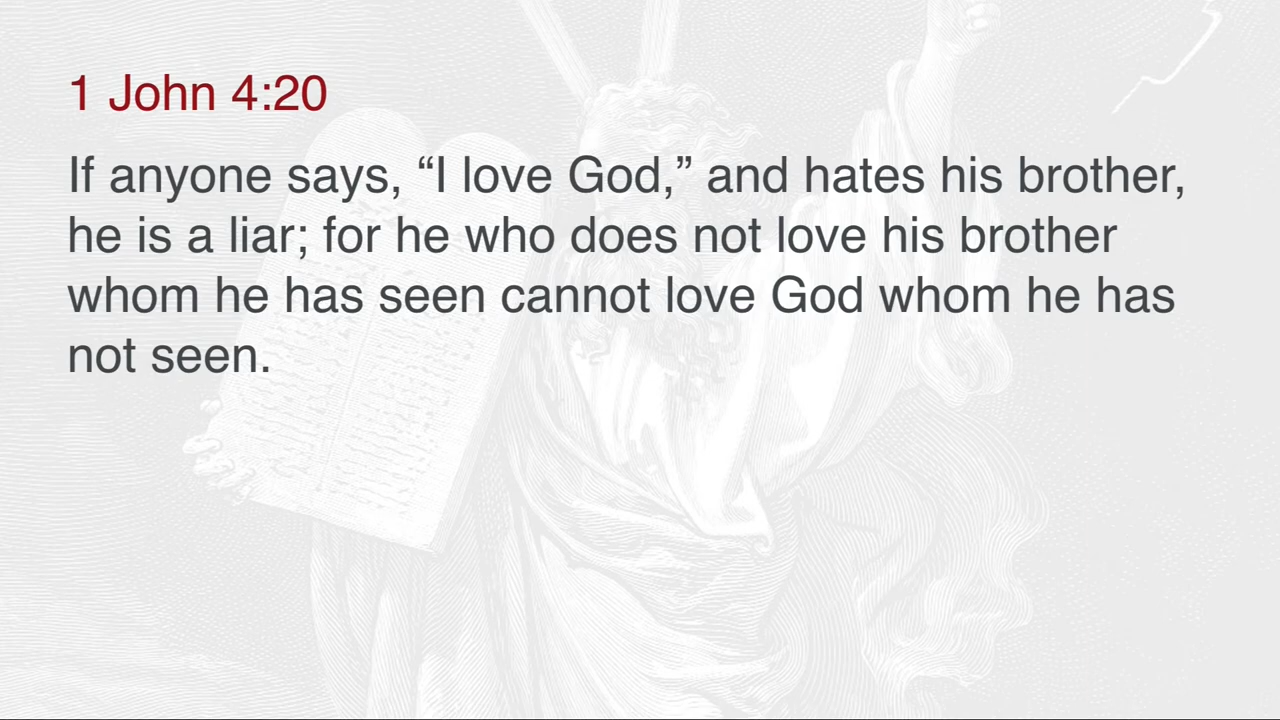 1 John 4:20
If anyone says, “I love God,” and hates his brother,
he is a liar; for he who does not love his brother
whom he has seen cannot love God whom he has
not seen.